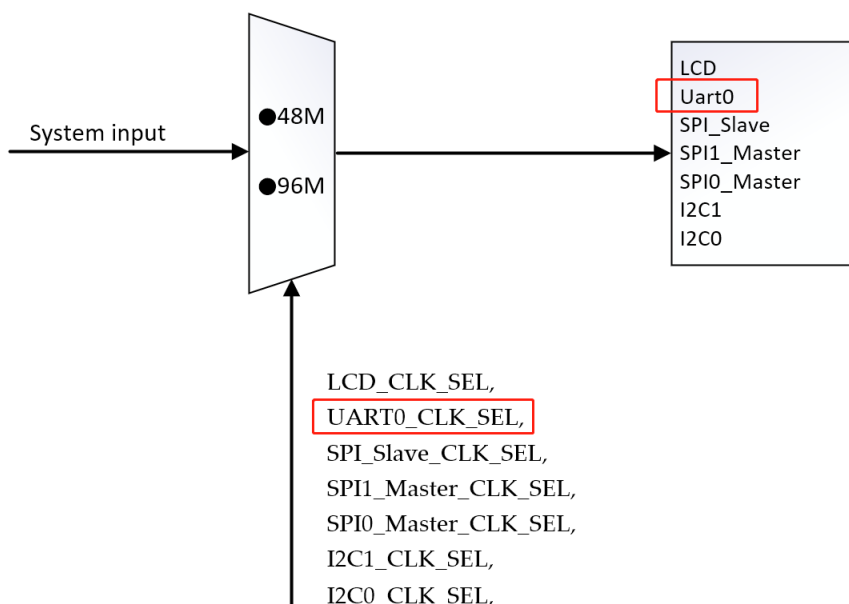 System input
48M
96M
LCD
Uart0
SPI_Slave
SPI1_Master
SPI0_Master
I2C1
I2C0
LCD_CLK_SEL,
UART0_CLK_SEL,
SPI_Slave_CLK_SEL,
SPI1_Master_CLK_SEL,
SPI0_Master_CLK_SEL,
I2C1_CLK_SEL,
I2C0_CLK_SEL,